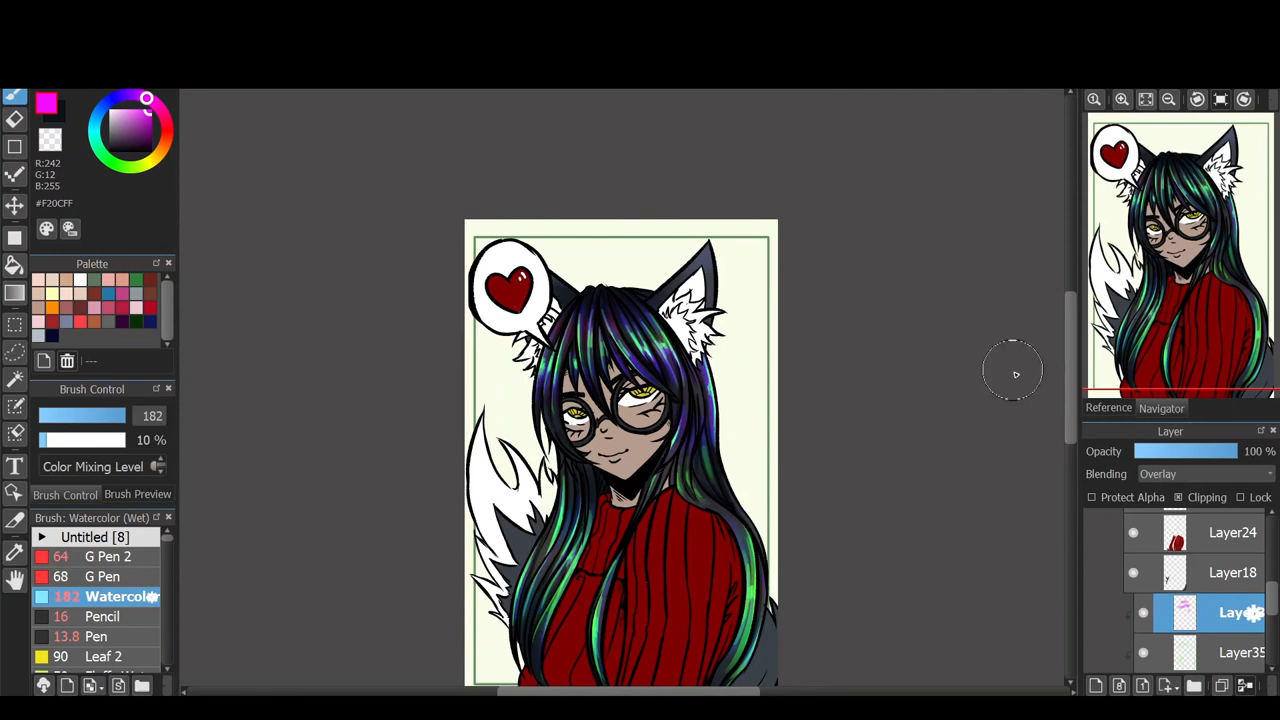 R:242
G:12
B:255
#F20CFF
Palette
---
Brush Control
182
10 %
Color Mixing Level
Brush Control
Brush Preview
Brush: Watercolor (Wet)
Untitled [8]
64 G Pen 2
68 G Pen
182 Watercolor
16 Pencil
13.8 Pen
90 Leaf 2
Reference
Navigator
Layer
Opacity
100 %
Blending
Overlay
Protect Alpha
Clipping
Lock
Layer24
Layer18
Layer35